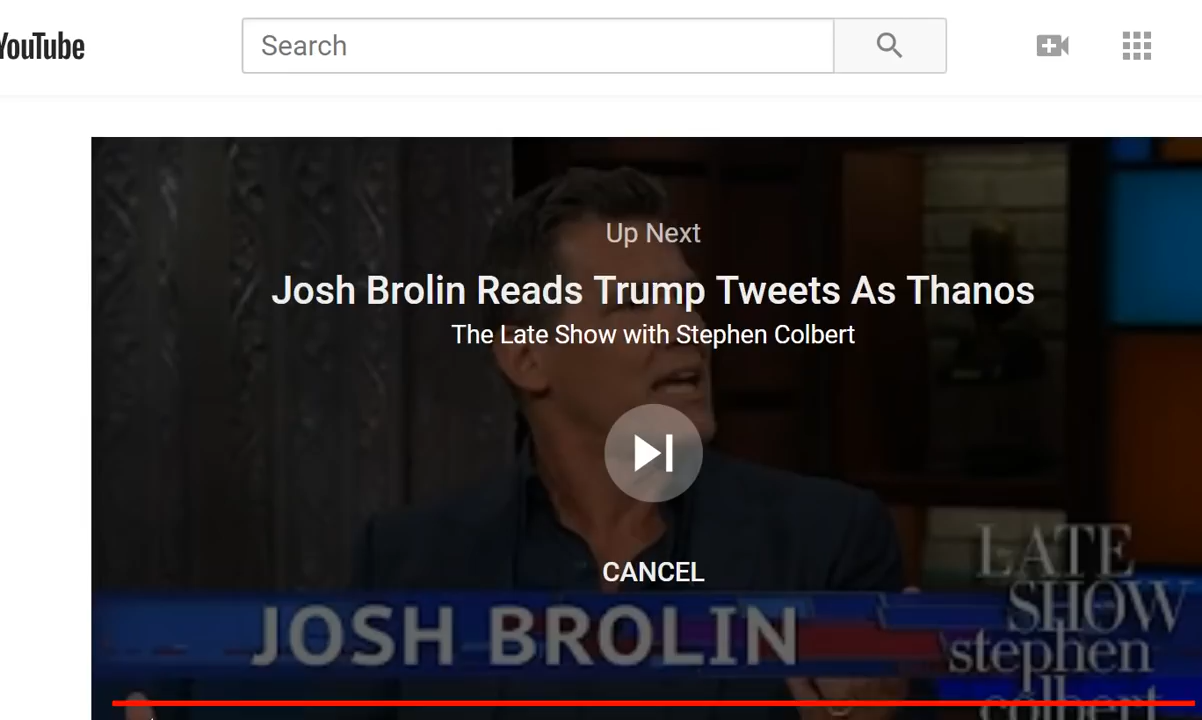 YouTube
Search
Up Next
Josh Brolin Reads Trump Tweets As Thanos
The Late Show with Stephen Colbert
CANCEL
JOSH BROLIN
LATE
SHOW
stephen
colbert